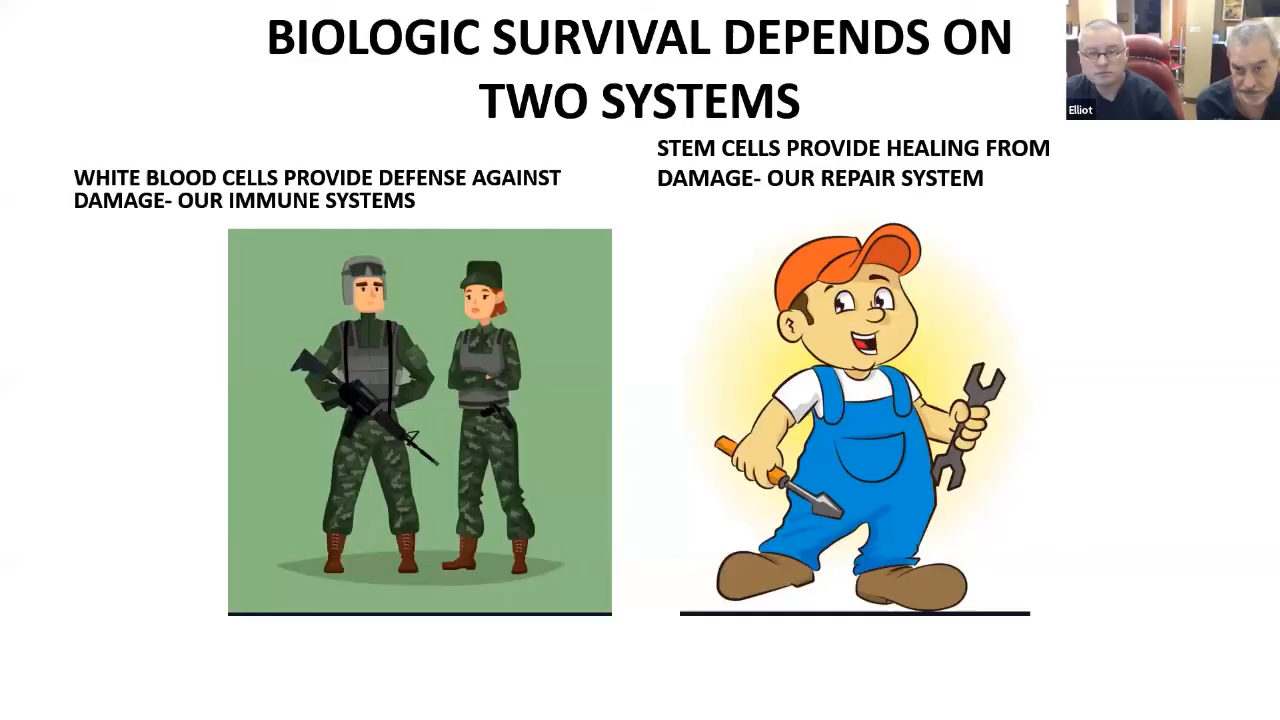 BIOLOGIC SURVIVAL DEPENDS ON
TWO SYSTEMS
WHITE BLOOD CELLS PROVIDE DEFENSE AGAINST
DAMAGE- OUR IMMUNE SYSTEMS
STEM CELLS PROVIDE HEALING FROM
DAMAGE- OUR REPAIR SYSTEM
Elliot